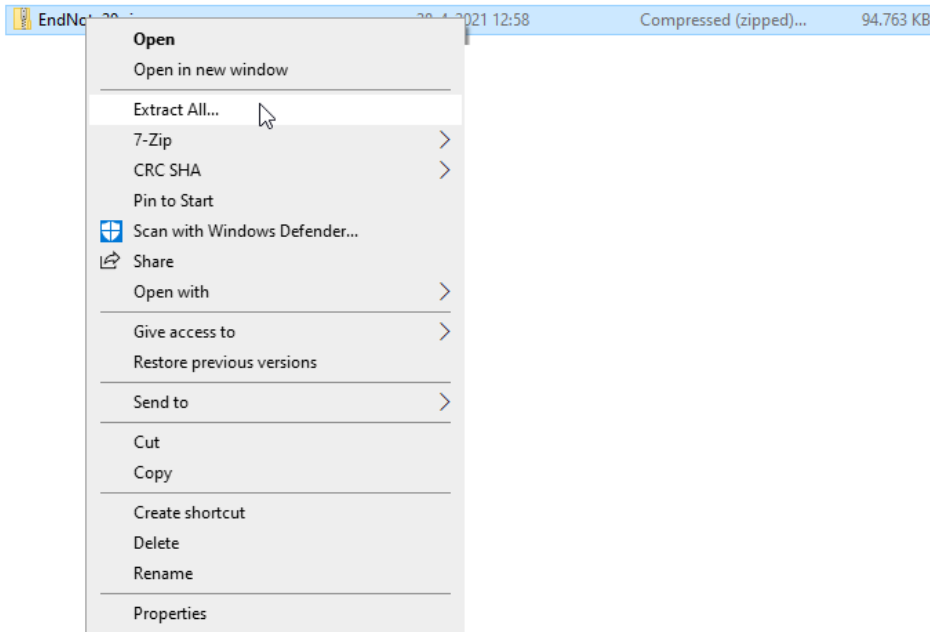 2021 12:58 Compressed (zipped)... 94.763 KB
Open
Open in new window
Extract All...
7-Zip
CRC SHA
Pin to Start
Scan with Windows Defender...
Share
Open with
Give access to
Restore previous versions
Send to
Cut
Copy
Create shortcut
Delete
Rename
Properties